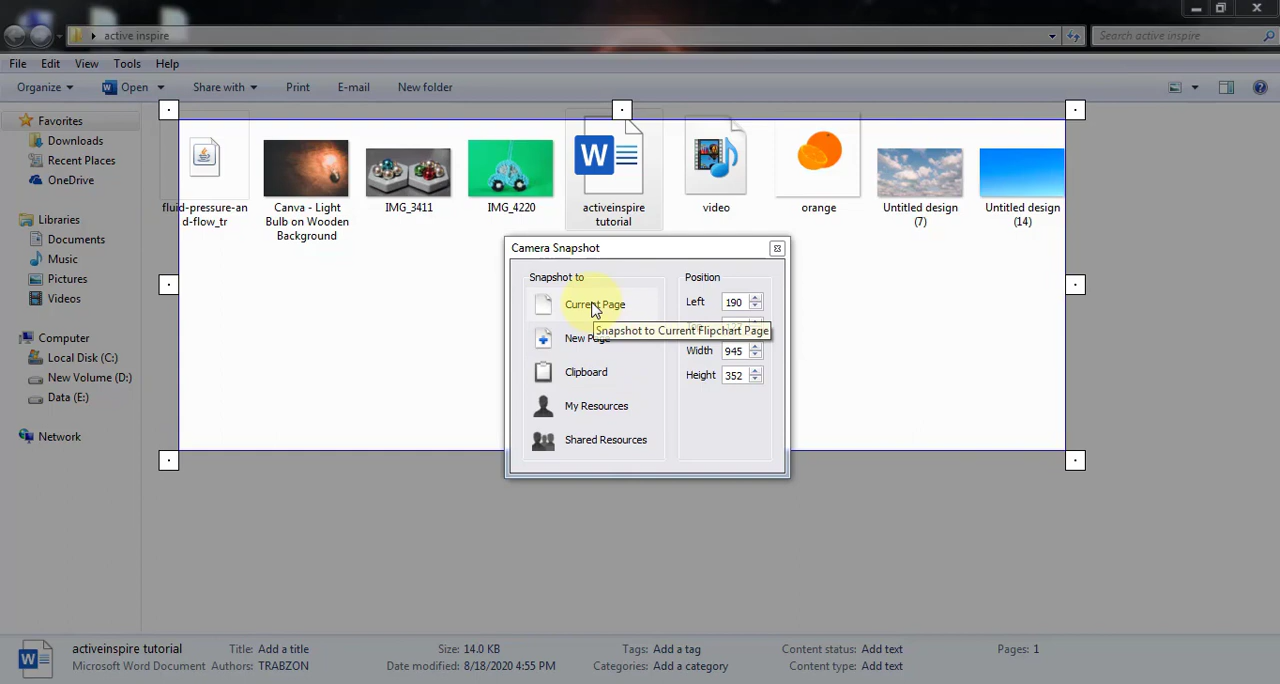 active inspire
Search active inspire
File Edit View Tools Help
Organize Open Share with Print E-mail New folder
Favorites
Downloads
Recent Places
OneDrive
Libraries
Documents
Music
Pictures
Videos
Computer
Local Disk (C:)
New Volume (D:)
Data (E:)
Network
fluid-pressure-an
d-flow_tr
Canva - Light
Bulb on Wooden
Background
IMG_3411
IMG_4220
W
activeinspire
tutorial
video
orange
Untitled design
(7)
Untitled design
(14)
Camera Snapshot
Snapshot to
Current Page
Snapshot to Current Flipchart Page
New Page
Clipboard
My Resources
Shared Resources
Position
Left 190
Width 945
Height 352
W
activeinspire tutorial
Microsoft Word Document
Title: Add a title
Authors: TRABZON
Size: 14.0 KB
Date modified: 8/18/2020 4:55 PM
Tags: Add a tag
Categories: Add a category
Content status: Add text
Content type: Add text
Pages: 1